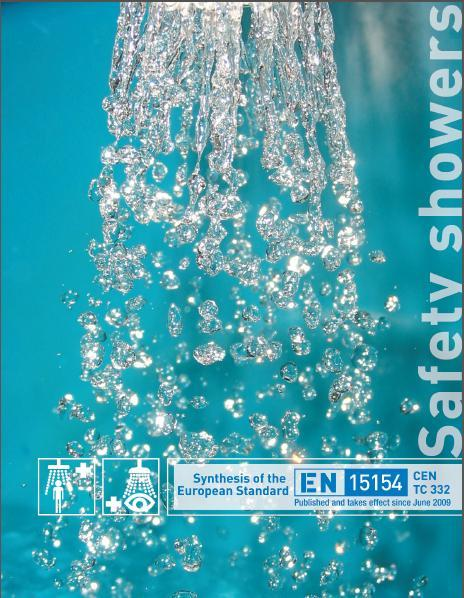 Safety showers
Synthesis of the
European Standard
EN 15154
CEN
TC 332
Published and takes effect since June 2009